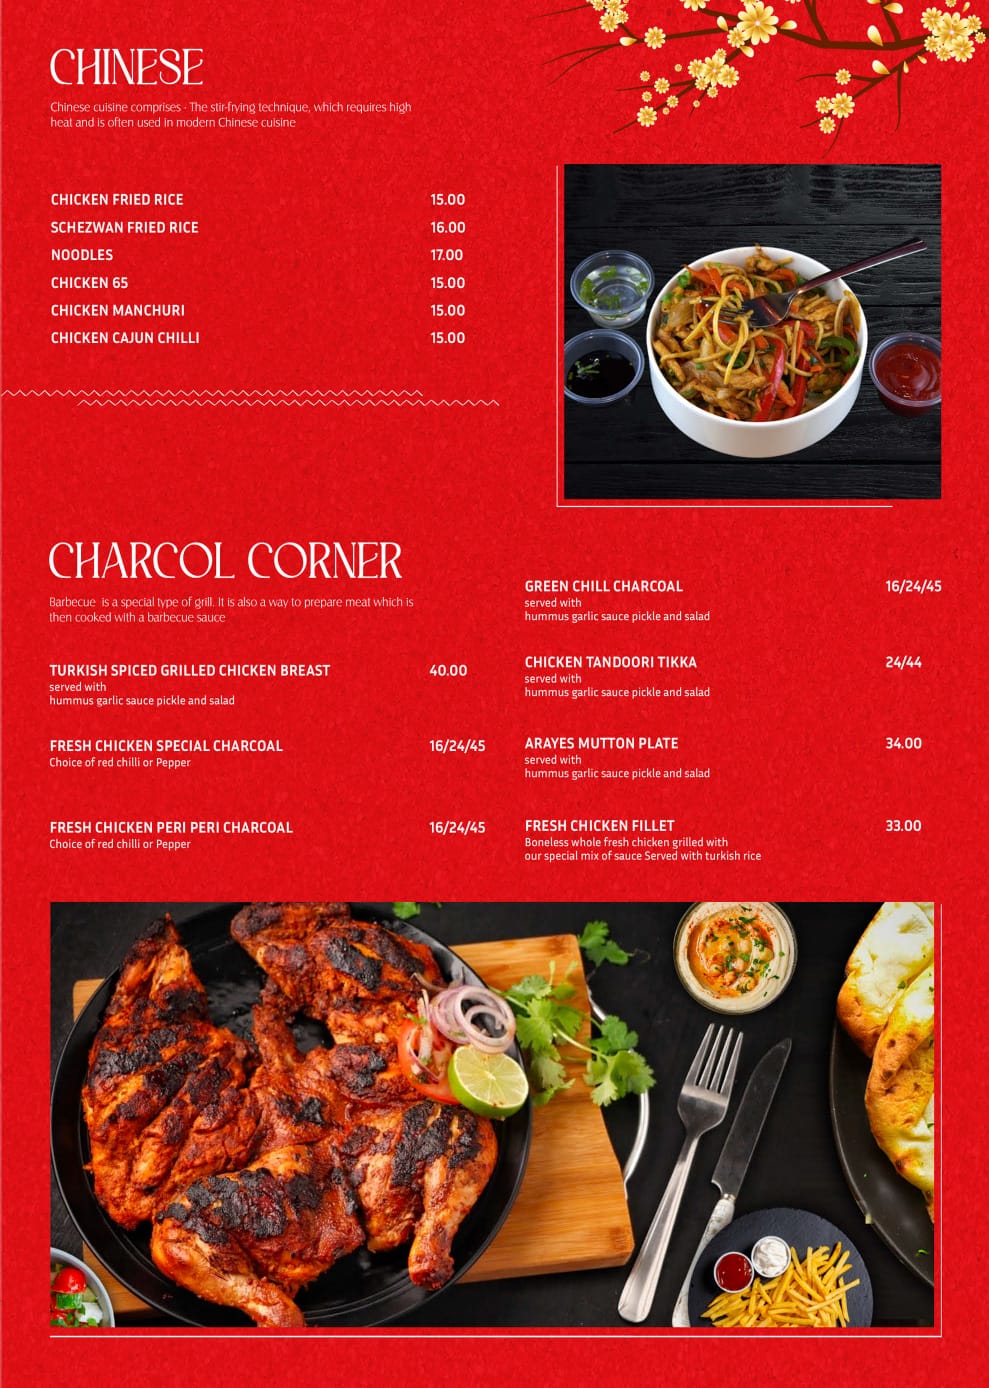 CHINESE
Chinese cuisine comprises - The stir-frying technique, which requires high
heat and is often used in modern Chinese cuisine
CHICKEN FRIED RICE 15.00
SCHEZWAN FRIED RICE 16.00
NOODLES 17.00
CHICKEN 65 15.00
CHICKEN MANCHURI 15.00
CHICKEN CAJUN CHILLI 15.00
CHARCOL CORNER
Barbecue is a special type of grill. It is also a way to prepare meat which is
then cooked with a barbecue sauce
TURKISH SPICED GRILLED CHICKEN BREAST 40.00
served with
hummus garlic sauce pickle and salad
FRESH CHICKEN SPECIAL CHARCOAL 16/24/45
Choice of red chilli or Pepper
FRESH CHICKEN PERI PERI CHARCOAL 16/24/45
Choice of red chilli or Pepper
GREEN CHILL CHARCOAL 16/24/45
served with
hummus garlic sauce pickle and salad
CHICKEN TANDOORI TIKKA 24/44
served with
hummus garlic sauce pickle and salad
ARAYES MUTTON PLATE 34.00
served with
hummus garlic sauce pickle and salad
FRESH CHICKEN FILLET 33.00
Boneless whole fresh chicken grilled with
our special mix of sauce Served with turkish rice